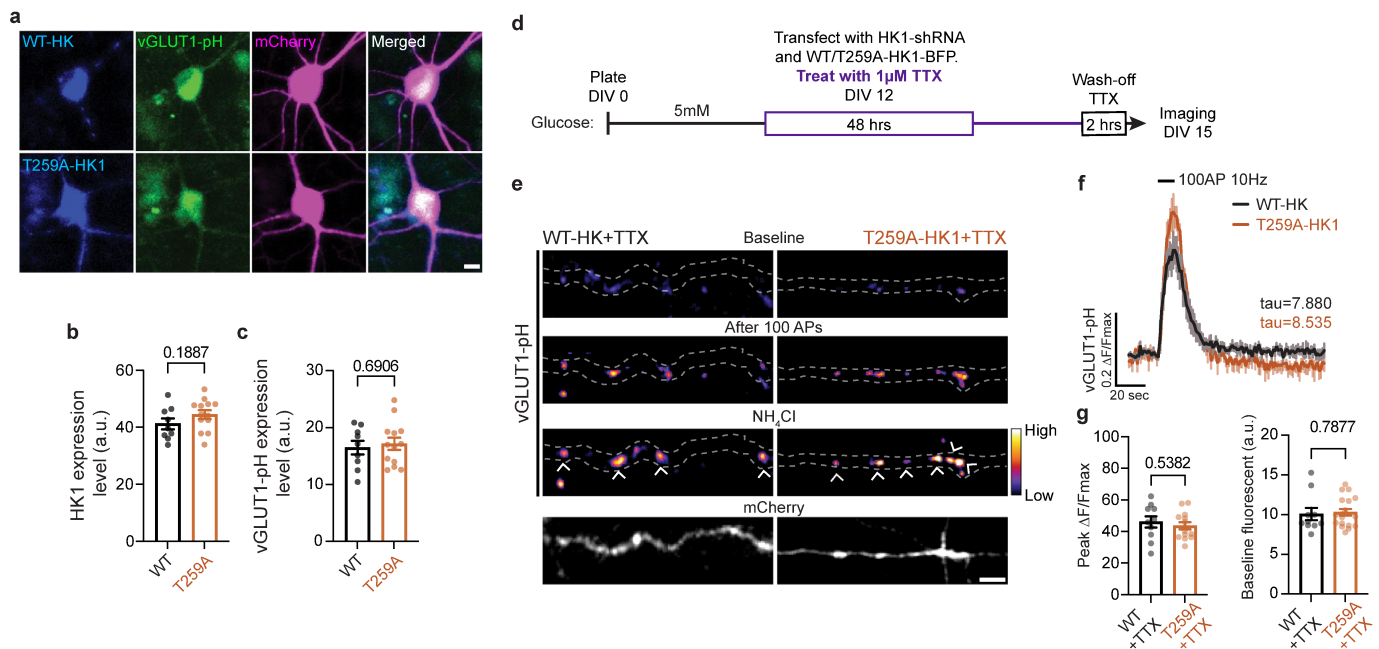 a
WT-HK
vGLUT1-pH
mCherry
Merged
T259A-HK1
b
0.1887
HK1 expression
level (a.u.)
60
40
20
0
WT
T259A
c
0.6906
vGLUT1-pH expression
level (a.u.)
30
20
10
0
WT
T259A
d
Transfect with HK1-shRNA
and WT/T259A-HK1-BFP.
Treat with 1µM TTX
DIV 12
Plate
DIV 0
Wash-off
TTX
Glucose:
5mM
48 hrs
2 hrs
Imaging
DIV 15
e
WT-HK+TTX
Baseline
T259A-HK1+TTX
vGLUT1-pH
After 100 APs
NH4Cl
High
Low
mCherry
f
100AP 10Hz
WT-HK
T259A-HK1
tau=7.880
tau=8.535
vGLUT1-pH
0.2 ΔF/Fmax
20 sec
g
0.5382
Peak ΔF/Fmax
100
80
60
40
20
0
WT
+TTX
T259A
+TTX
0.7877
Baseline fluorescent (a.u.)
20
15
10
5
0
WT
+TTX
T259A
+TTX